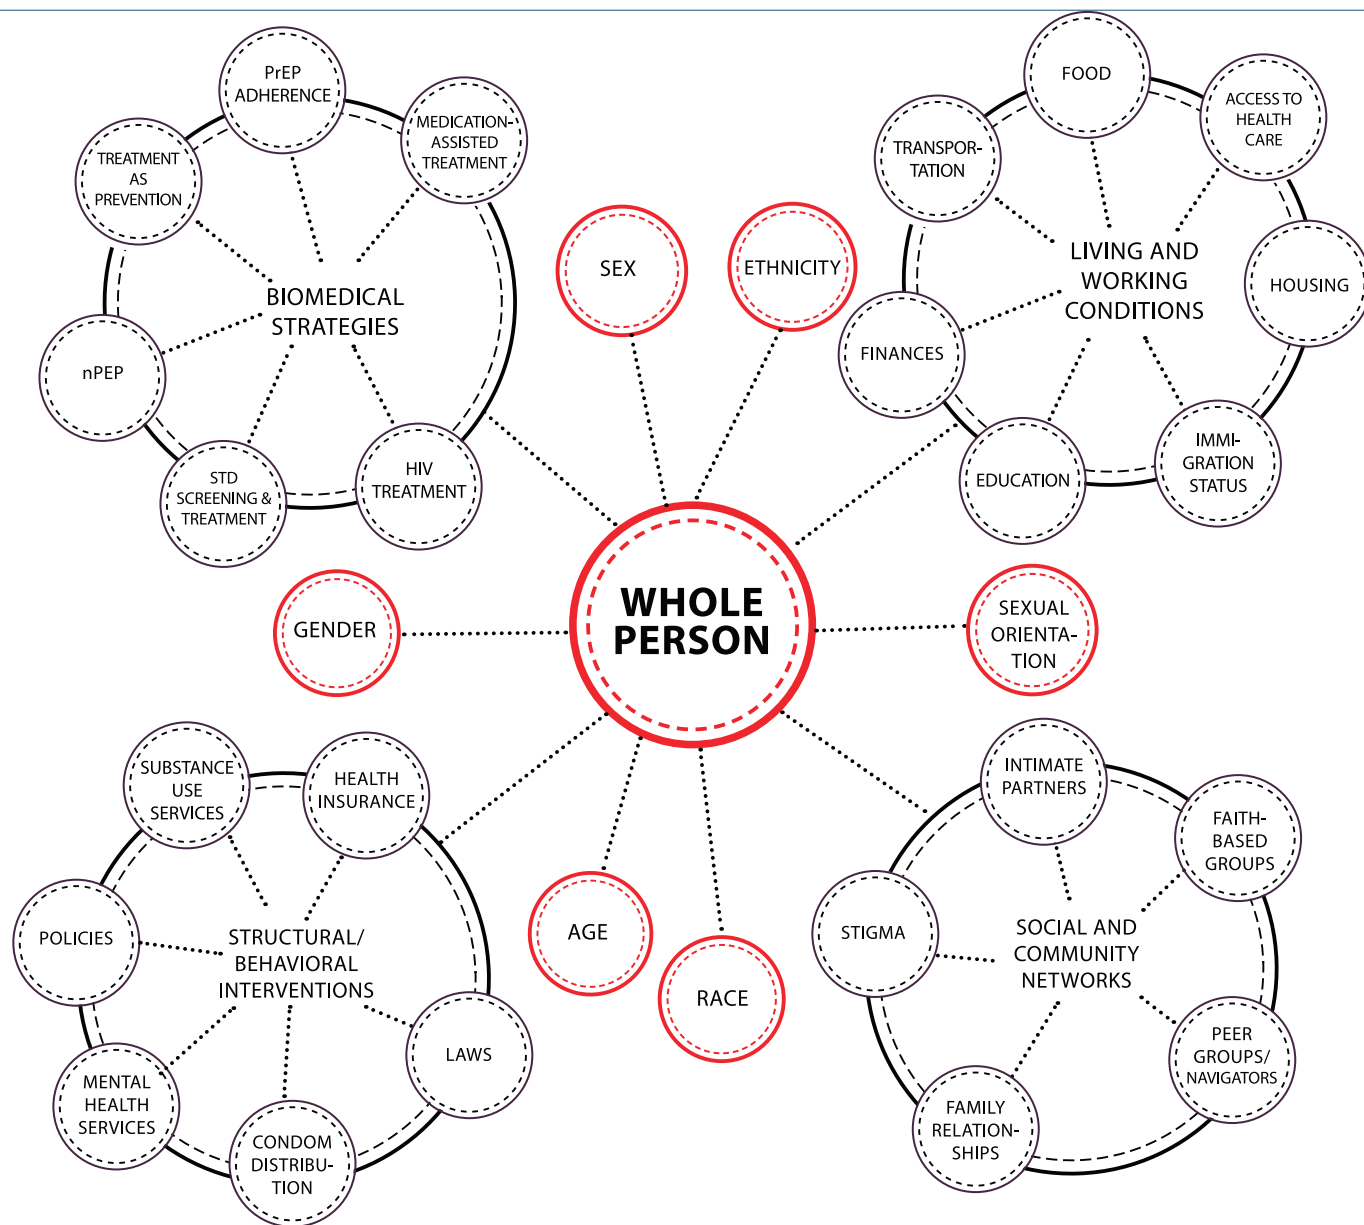 PrEP
ADHERENCE
MEDICATION-
ASSISTED
TREATMENT
TREATMENT
AS
PREVENTION
BIOMEDICAL
STRATEGIES
nPEP
STD
SCREENING &
TREATMENT
HIV
TREATMENT
SEX
ETHNICITY
FOOD
ACCESS TO
HEALTH
CARE
TRANSPOR-
TATION
LIVING AND
WORKING
CONDITIONS
HOUSING
FINANCES
EDUCATION
IMMI-
GRATION
STATUS
GENDER
WHOLE
PERSON
SEXUAL
ORIENTA-
TION
SUBSTANCE
USE
SERVICES
HEALTH
INSURANCE
POLICIES
STRUCTURAL/
BEHAVIORAL
INTERVENTIONS
LAWS
MENTAL
HEALTH
SERVICES
CONDOM
DISTRIBU-
TION
AGE
RACE
INTIMATE
PARTNERS
FAITH-
BASED
GROUPS
STIGMA
SOCIAL AND
COMMUNITY
NETWORKS
PEER
GROUPS/
NAVIGATORS
FAMILY
RELATION-
SHIPS